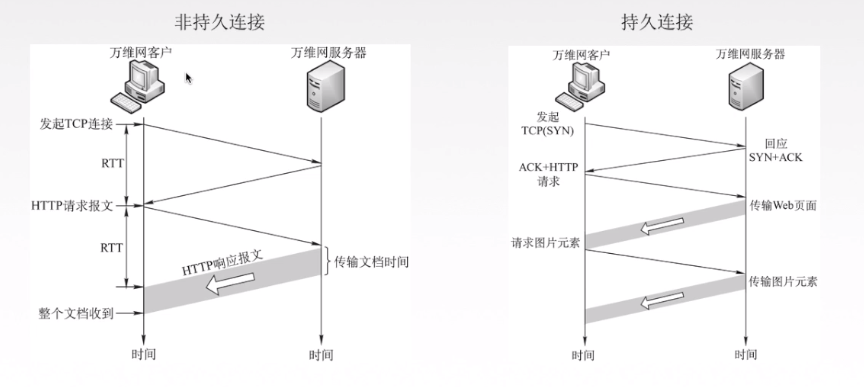 非持久连接
万维网客户
万维网服务器
发起TCP连接
RTT
HTTP请求报文
RTT
HTTP响应报文
传输文档时间
整个文档收到
时间
时间
持久连接
万维网客户
万维网服务器
发起
TCP(SYN)
回应
SYN+ACK
ACK+HTTP
请求
传输Web页面
请求图片元素
传输图片元素
时间
时间